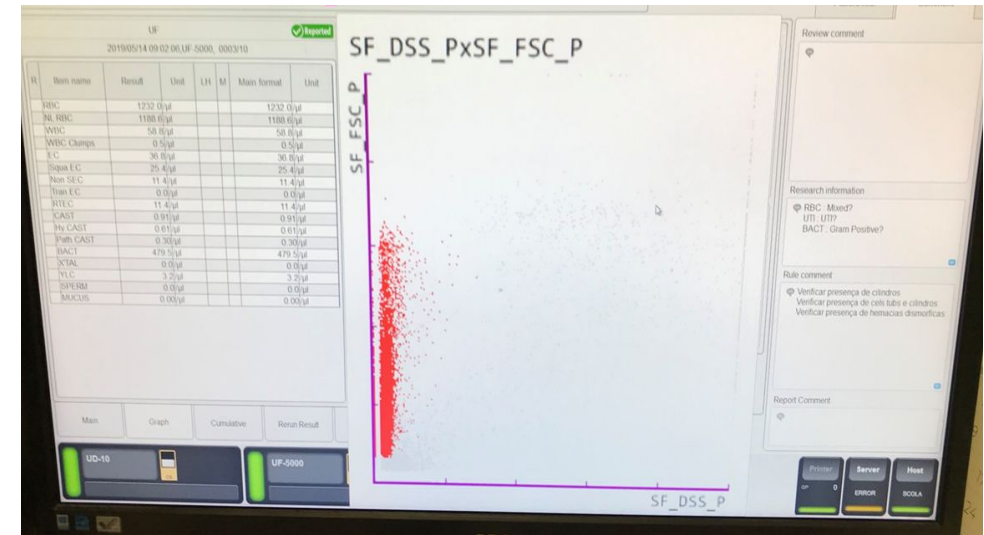 UF
Reported
2019/05/14 09 02 06,UF-5000, 0003/10
R Item name Result Unit LH M Main format Unit
RBC 1232.0 /µl 1232.0 /µl
NL RBC 1188.6 /µl 1188.6 /µl
WBC 58.8 /µl 58.8 /µl
WBC Clumps 0.5 /µl 0.5 /µl
EC 36.8 /µl 36.8 /µl
Squa EC 25.4 /µl 25.4 /µl
Non SEC 11.4 /µl 11.4 /µl
Tran EC 0.0 /µl 0.0 /µl
RTEC 11.4 /µl 11.4 /µl
CAST 0.91 /µl 0.91 /µl
Hy CAST 0.61 /µl 0.61 /µl
Path CAST 0.30 /µl 0.30 /µl
BACT 479.5 /µl 479.5 /µl
X'TAL 0.0 /µl 0.0 /µl
YLC 3.2 /µl 3.2 /µl
SPERM 0.0 /µl 0.0 /µl
MUCUS 0.00 /µl 0.00 /µl
Main Graph Cumulative Rerun Result
UD-10
UF-5000
SF_DSS_PxSF_FSC_P
SF_FSC_P
SF_DSS_P
Review comment
Research information
RBC : Mixed?
UTI : UTI?
BACT : Gram Positive?
Rule comment
Verificar presença de cilindros
Verificar presença de cels tubs e cilindros
Verificar presença de hemacias dismorficas
Report Comment
Printer Server Host
0 ERROR SCOLA
24